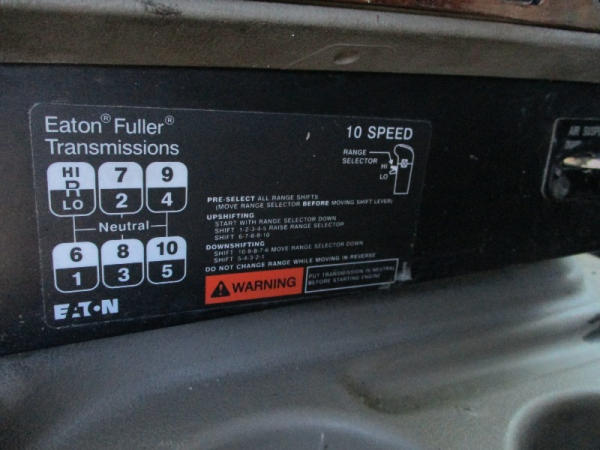 Eaton® Fuller®
Transmissions
10 SPEED
RANGE
SELECTOR
HI
LO
HI
R
LO
7
2
9
4
Neutral
6
1
8
3
10
5
PRE-SELECT ALL RANGE SHIFTS
(MOVE RANGE SELECTOR BEFORE MOVING SHIFT LEVER)
UPSHIFTING
START WITH RANGE SELECTOR DOWN
SHIFT 1-2-3-4-5 RAISE RANGE SELECTOR
SHIFT 6-7-8-9-10
DOWNSHIFTING
SHIFT 10-9-8-7-6 MOVE RANGE SELECTOR DOWN
SHIFT 5-4-3-2-1
DO NOT CHANGE RANGE WHILE MOVING IN REVERSE
WARNING
PUT TRANSMISSION IN NEUTRAL
BEFORE STARTING ENGINE
EATON
AIR SUSPE